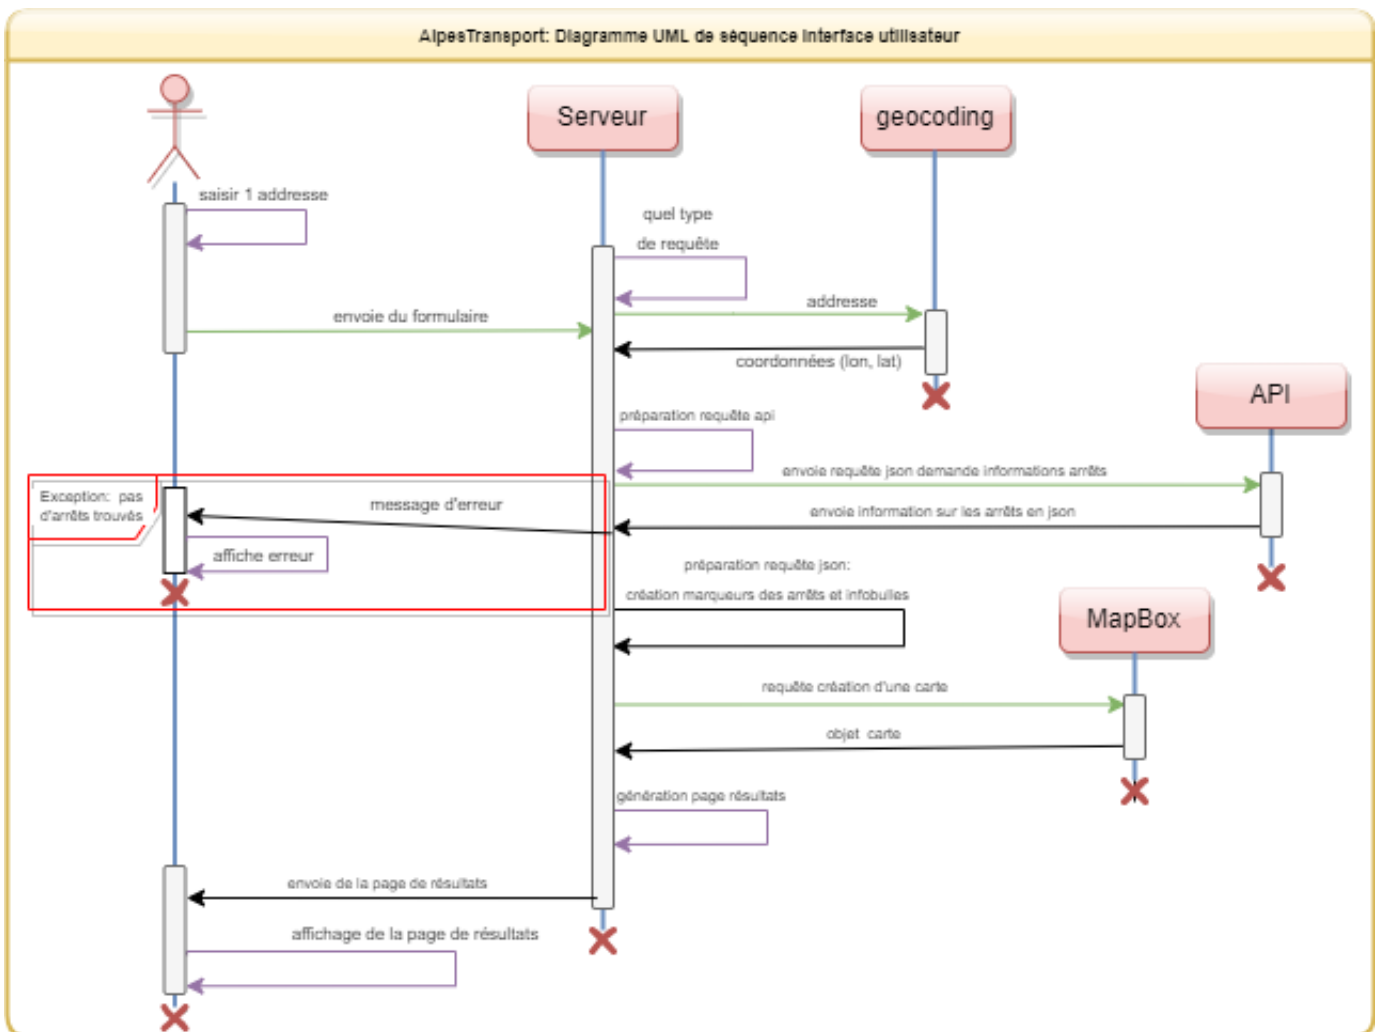 AlpesTransport: Diagramme UML de séquence interface utilisateur
Serveur
geocoding
saisir 1 addresse
quel type
de requête
addresse
envoie du formulaire
coordonnées (lon, lat)
API
préparation requête api
envoie requête json demande informations arrêts
Exception: pas
d'arrêts trouvés
message d'erreur
envoie information sur les arrêts en json
affiche erreur
préparation requête json:
création marqueurs des arrêts et infobulles
MapBox
requête création d'une carte
objet carte
génération page résultats
envoie de la page de résultats
affichage de la page de résultats